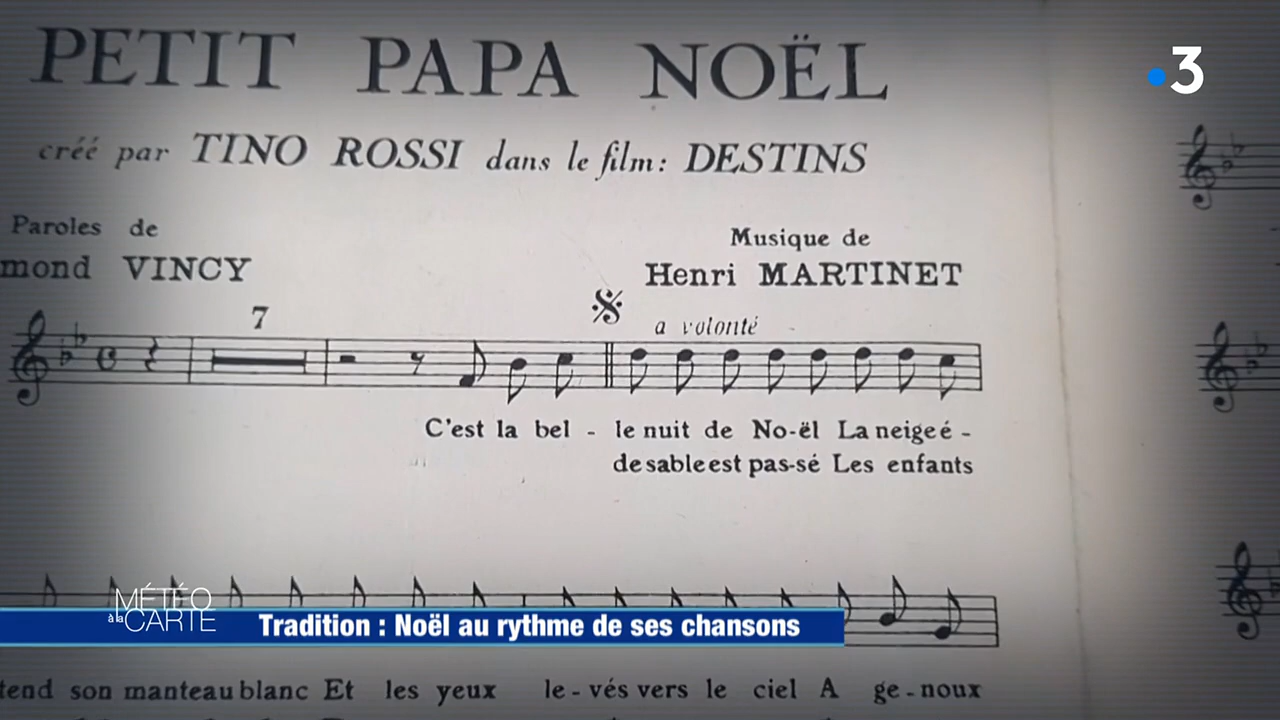 PETIT PAPA NOËL
3
créé par TINO ROSSI dans le film: DESTINS
Paroles de
mond VINCY
Musique de
Henri MARTINET
7
a volonté
C'est la bel - le nuit de No-ël La neige é -
de sable est pas-sé Les enfants
MÉTÉO
à la CARTE
Tradition : Noël au rythme de ses chansons
tend son manteau blanc Et les yeux le - vés vers le ciel A ge - noux